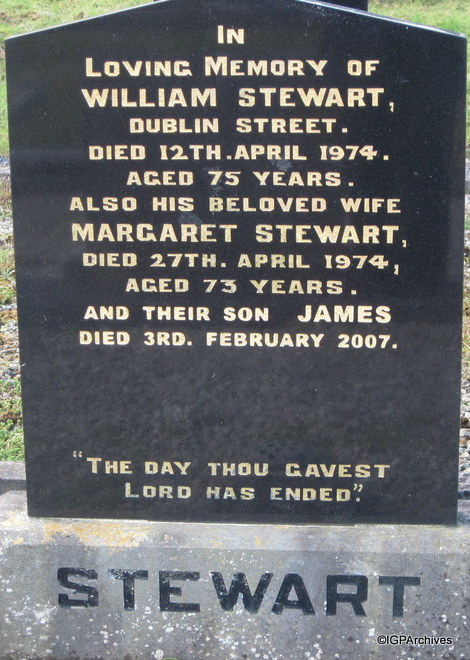 IN
LOVING MEMORY OF
WILLIAM STEWART,
DUBLIN STREET.
DIED 12TH.APRIL 1974.
AGED 75 YEARS.
ALSO HIS BELOVED WIFE
MARGARET STEWART,
DIED 27TH. APRIL 1974,
AGED 73 YEARS.
AND THEIR SON JAMES
DIED 3RD. FEBRUARY 2007.
"THE DAY THOU GAVEST
LORD HAS ENDED".
STEWART
©IGPArchives